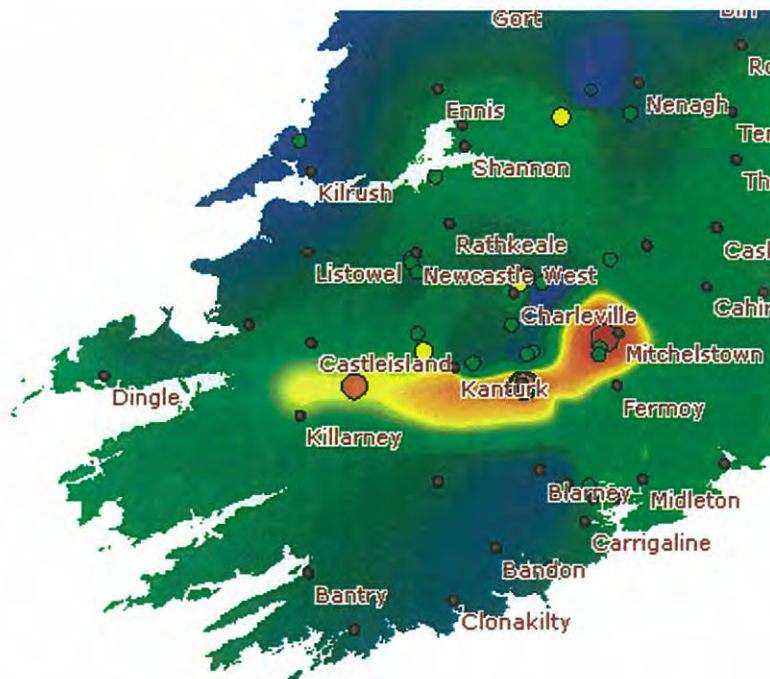 Gort
Ennis
Nenagh
Shannon
Kilrush
Rathkeale
Listowel
Newcastle West
Charleville
Castleisland
Mitchelstown
Dingle
Kanturk
Fermoy
Killarney
Blarney
Midleton
Carrigaline
Bandon
Bantry
Clonakilty